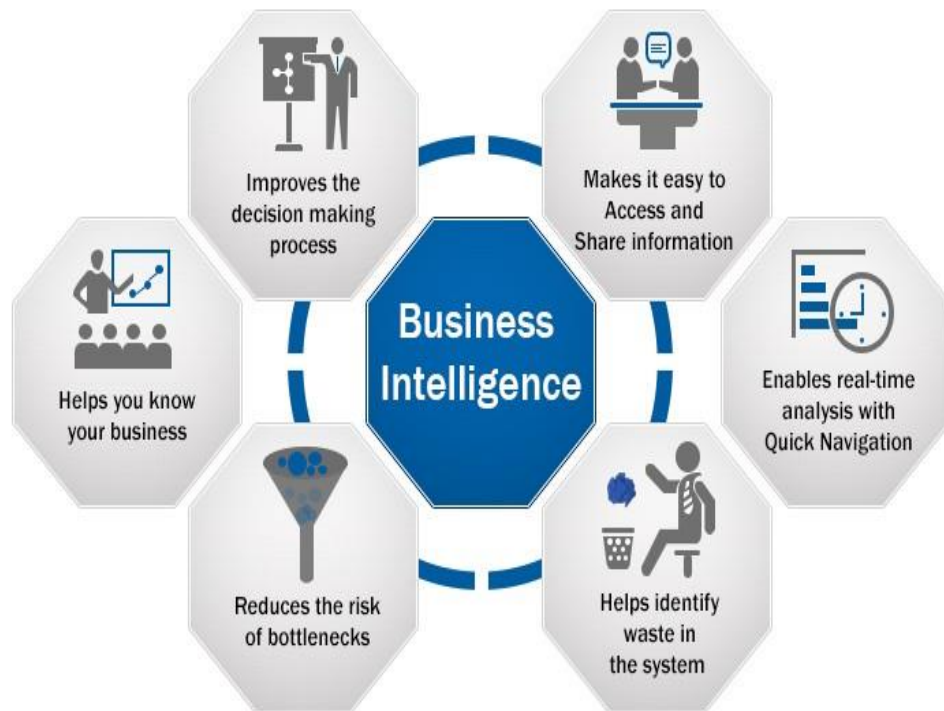 Improves the
decision making
process
Makes it easy to
Access and
Share information
Helps you know
your business
Business
Intelligence
Enables real-time
analysis with
Quick Navigation
Reduces the risk
of bottlenecks
Helps identify
waste in
the system